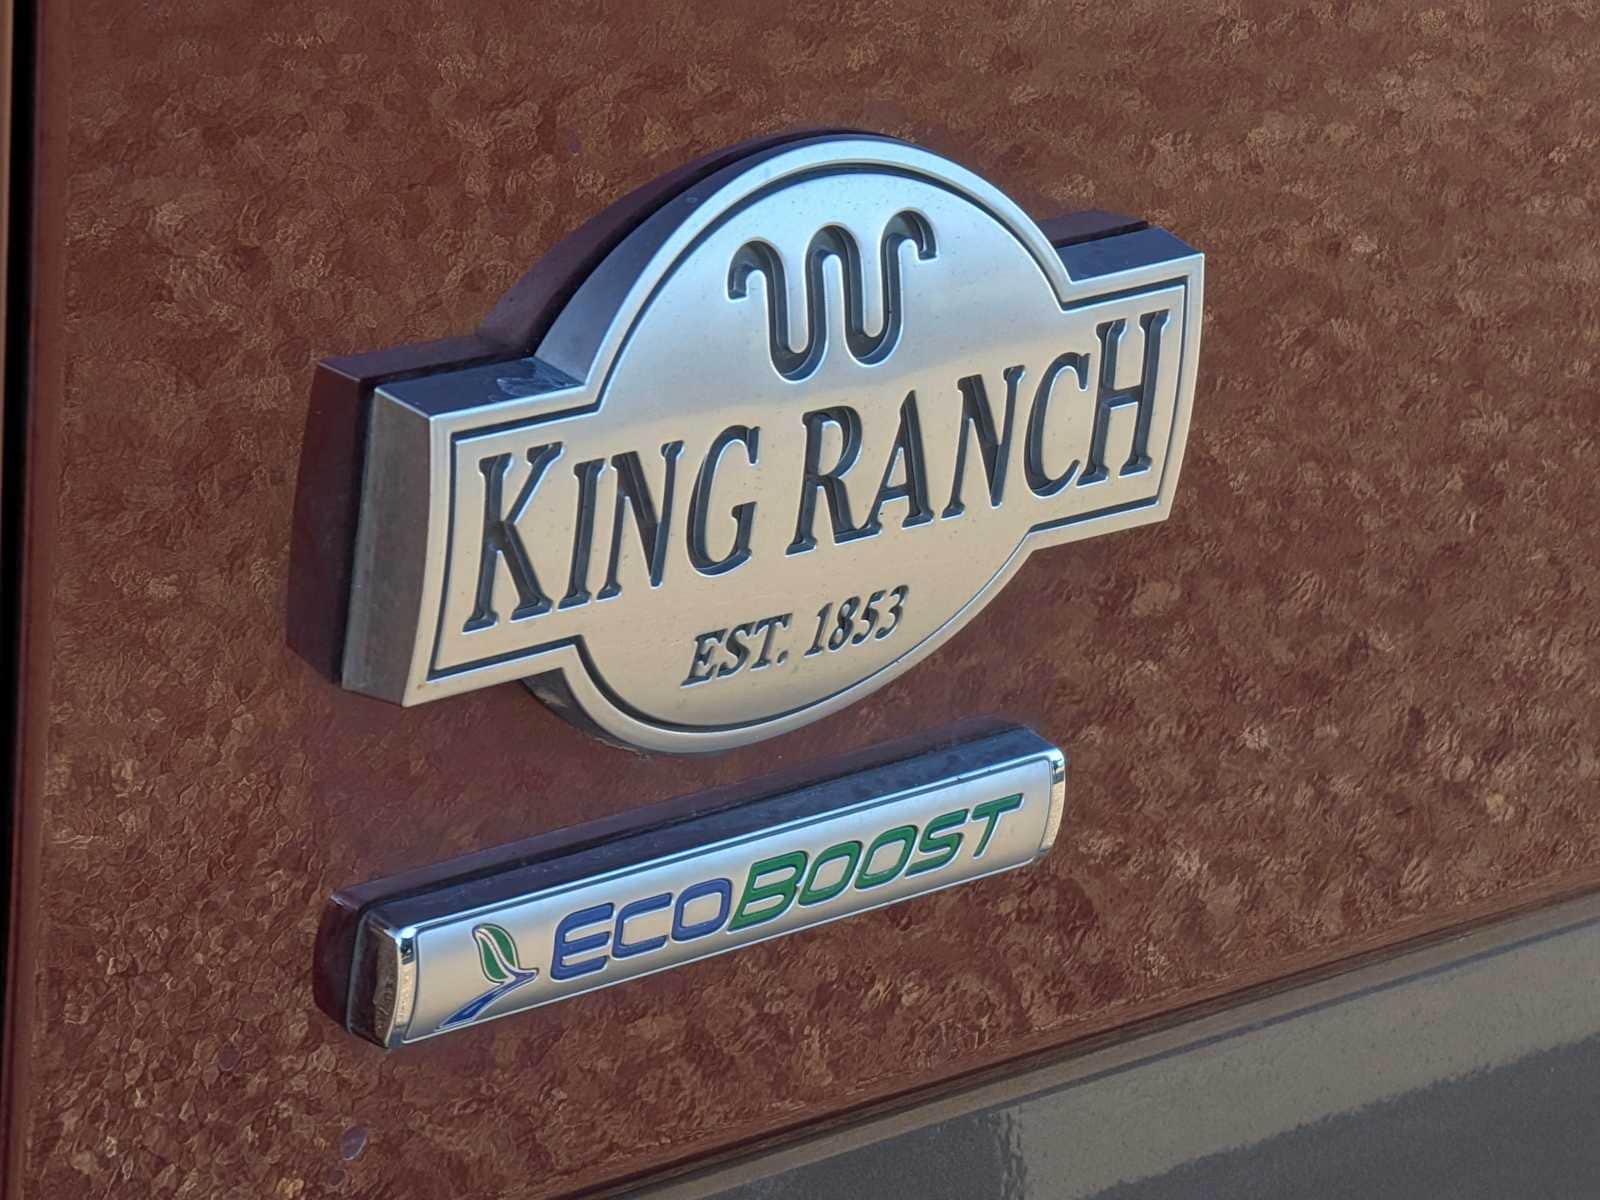 KING RANCH
EST. 1853
ECOBOOST